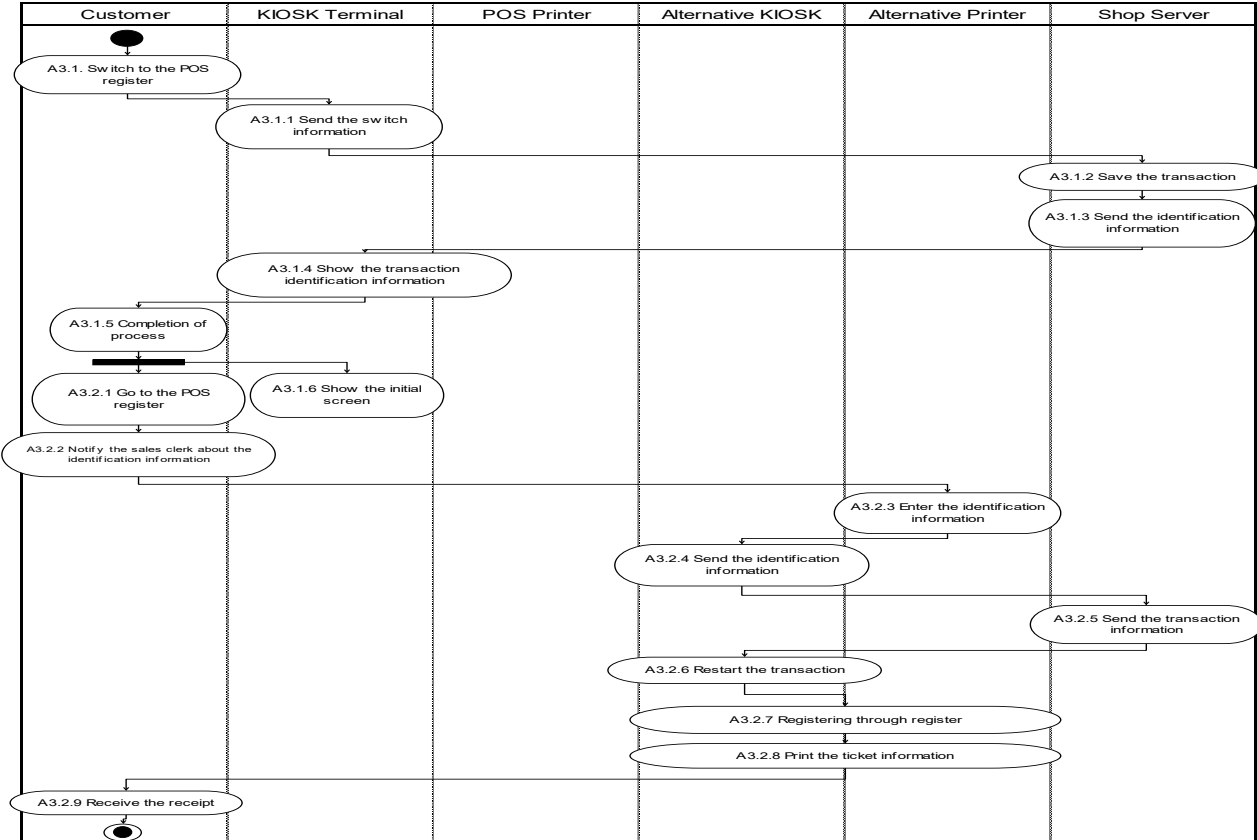 Customer
KIOSK Terminal
POS Printer
Alternative KIOSK
Alternative Printer
Shop Server
A3.1. Switch to the POS
register
A3.1.1 Send the switch
information
A3.1.2 Save the transaction
A3.1.3 Send the identification
information
A3.1.4 Show the transaction
identification information
A3.1.5 Completion of
process
A3.2.1 Go to the POS
register
A3.1.6 Show the initial
screen
A3.2.2 Notify the sales clerk about the
identification information
A3.2.3 Enter the identification
information
A3.2.4 Send the identification
information
A3.2.5 Send the transaction
information
A3.2.6 Restart the transaction
A3.2.7 Registering through register
A3.2.8 Print the ticket information
A3.2.9 Receive the receipt